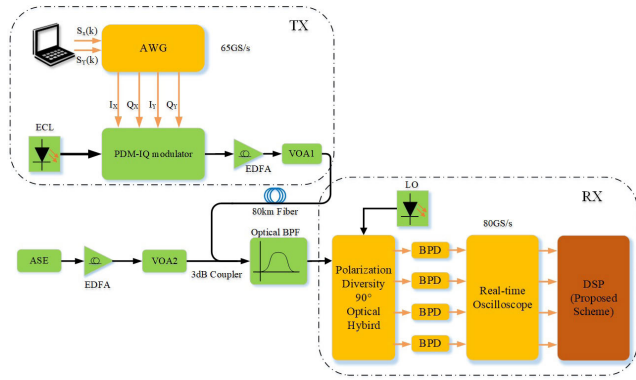 TX
Sx(k)
SY(k)
AWG
65GS/s
IX
QX
IY
QY
ECL
PDM-IQ modulator
EDFA
VOA1
80km Fiber
LO
RX
Optical BPF
80GS/s
ASE
EDFA
VOA2
3dB Coupler
Polarization
Diversity
90°
Optical
Hybird
BPD
BPD
BPD
BPD
Real-time
Oscilloscope
DSP
(Proposed
Scheme)